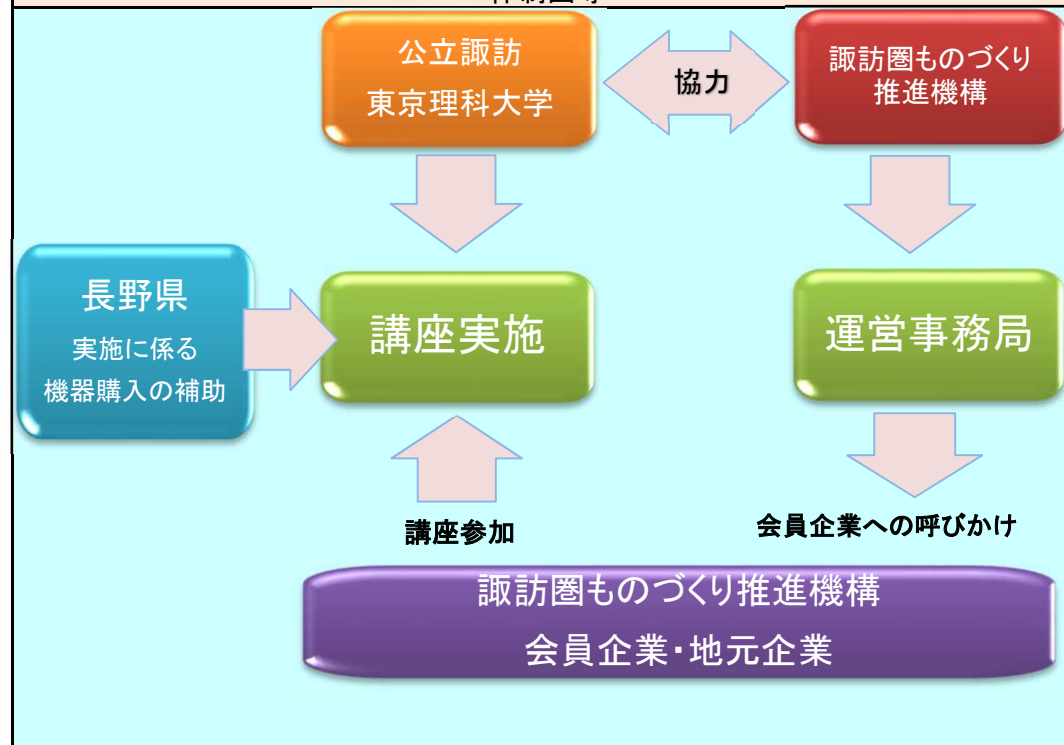 公立諏訪
東京理科大学
協力
諏訪圏ものづくり
推進機構
長野県
実施に係る
機器購入の補助
講座実施
運営事務局
講座参加
会員企業への呼びかけ
諏訪圏ものづくり推進機構
会員企業・地元企業